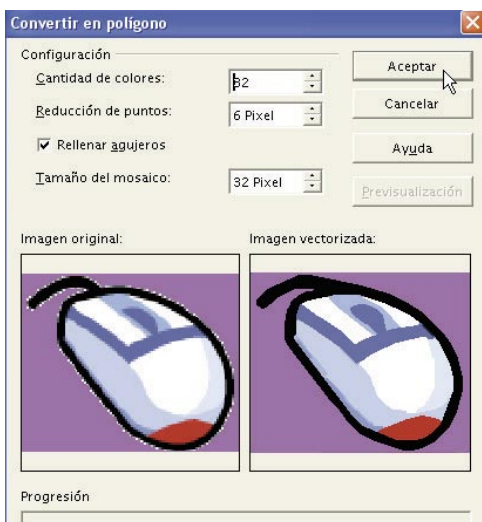 Convertir en polígono
Configuración
Cantidad de colores: 32
Aceptar
Reducción de puntos: 6 Pixel
Cancelar
Rellenar agujeros
Ayuda
Tamaño del mosaico: 32 Pixel
Previsualización
Imagen original: Imagen vectorizada:
Progresión